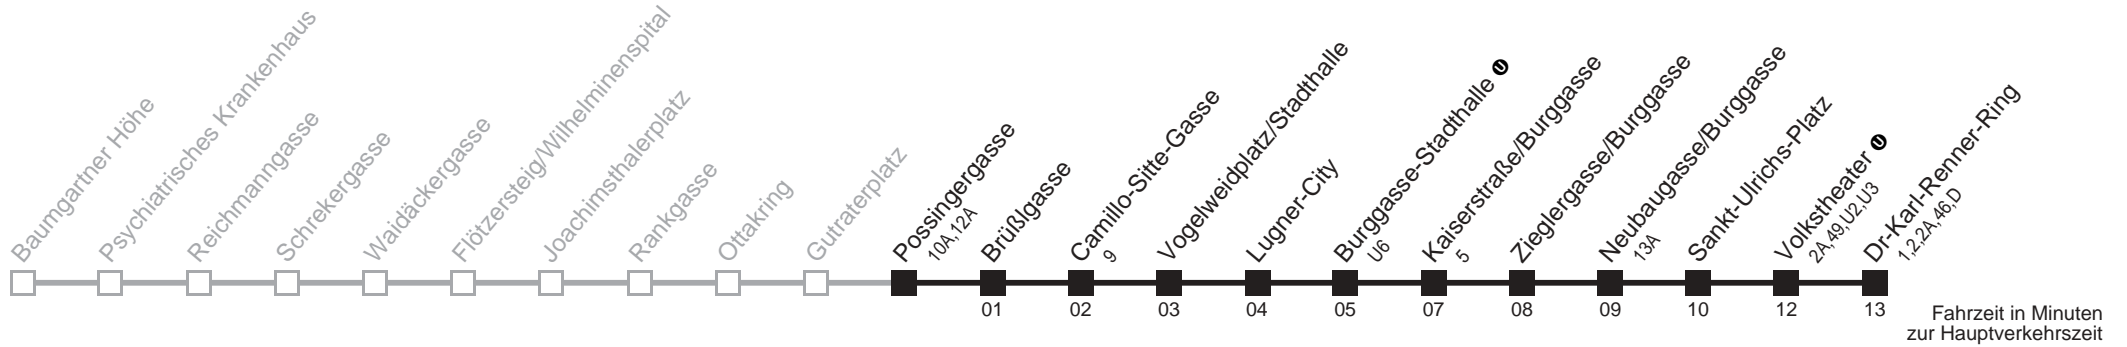 Baumgartner Höhe
Psychiatrisches Krankenhaus
Reichmanngasse
Schrekergasse
Waidäckergasse
Flötzersteig/Wilhelminenspital
Joachimsthalerplatz
Rankgasse
Ottakring
Gutraterplatz
Possingergasse
10A,12A
Brüßlgasse
Camillo-Sitte-Gasse
9
Vogelweidplatz/Stadthalle
Lugner-City
Burggasse-Stadthalle U
U6
Kaiserstraße/Burggasse
5
Zieglergasse/Burggasse
Neubaugasse/Burggasse
13A
Sankt-Ulrichs-Platz
Volkstheater U
2A,49,U2,U3
Dr-Karl-Renner-Ring
1,2,2A,46,D
01 02 03 04 05 07 08 09 10 12 13
Fahrzeit in Minuten
zur Hauptverkehrszeit